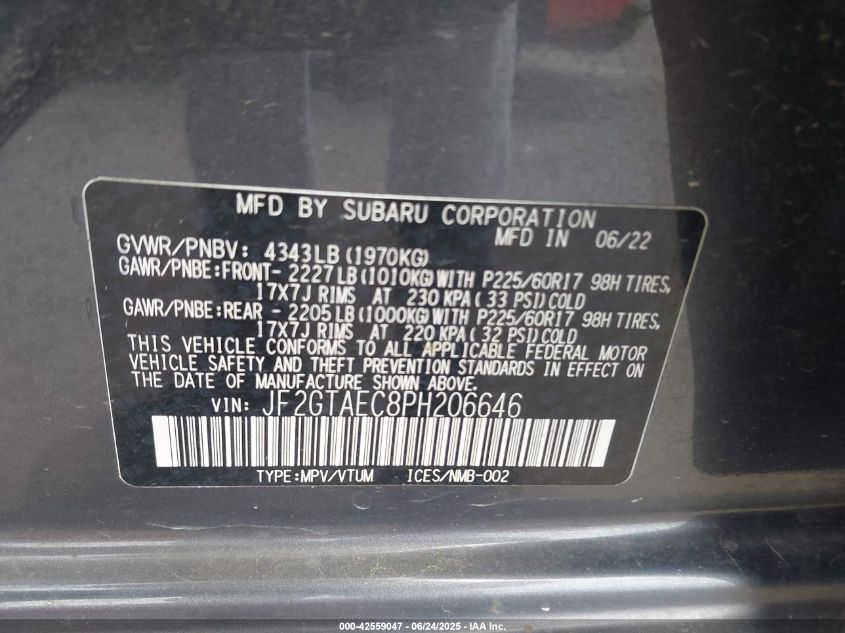 MFD BY SUBARU CORPORATION
MFD IN 06/22
GVWR/PNBV: 4343LB (1970KG)
GAWR/PNBE:FRONT- 2227LB(1010KG)WITH P225/60R17 98H TIRES,
17X7J RIMS AT 230 KPA( 33 PSI)COLD
GAWR/PNBE:REAR - 2205LB(1000KG)WITH P225/60R17 98H TIRES,
17X7J RIMS AT 220 KPA( 32 PSI)COLD
THIS VEHICLE CONFORMS TO ALL APPLICABLE FEDERAL MOTOR
VEHICLE SAFETY AND THEFT PREVENTION STANDARDS IN EFFECT ON
THE DATE OF MANUFACTURE SHOWN ABOVE.
VIN: JF2GTAEC8PH206646
TYPE:MPV/VTUM ICES/NMB-002
000-42559047 - 06/24/2025 - IAA Inc.